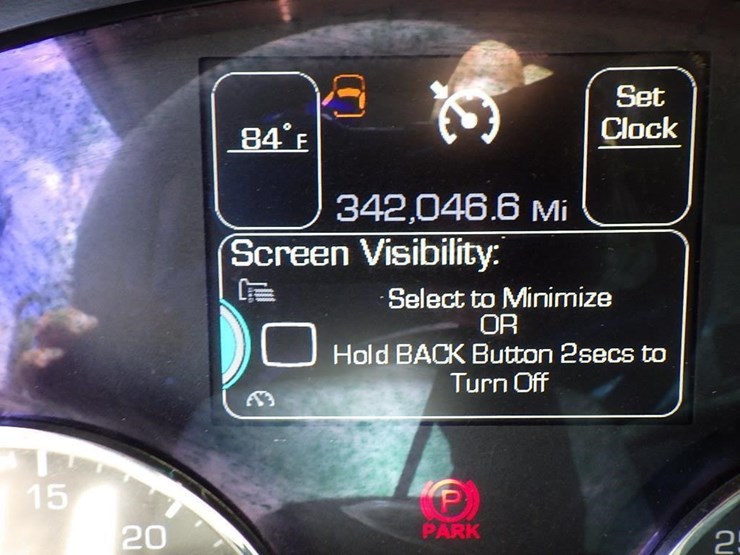 84°F
Set
Clock
342,046.6 Mi
Screen Visibility:
Select to Minimize
OR
Hold BACK Button 2secs to
Turn Off
P
PARK
15
20